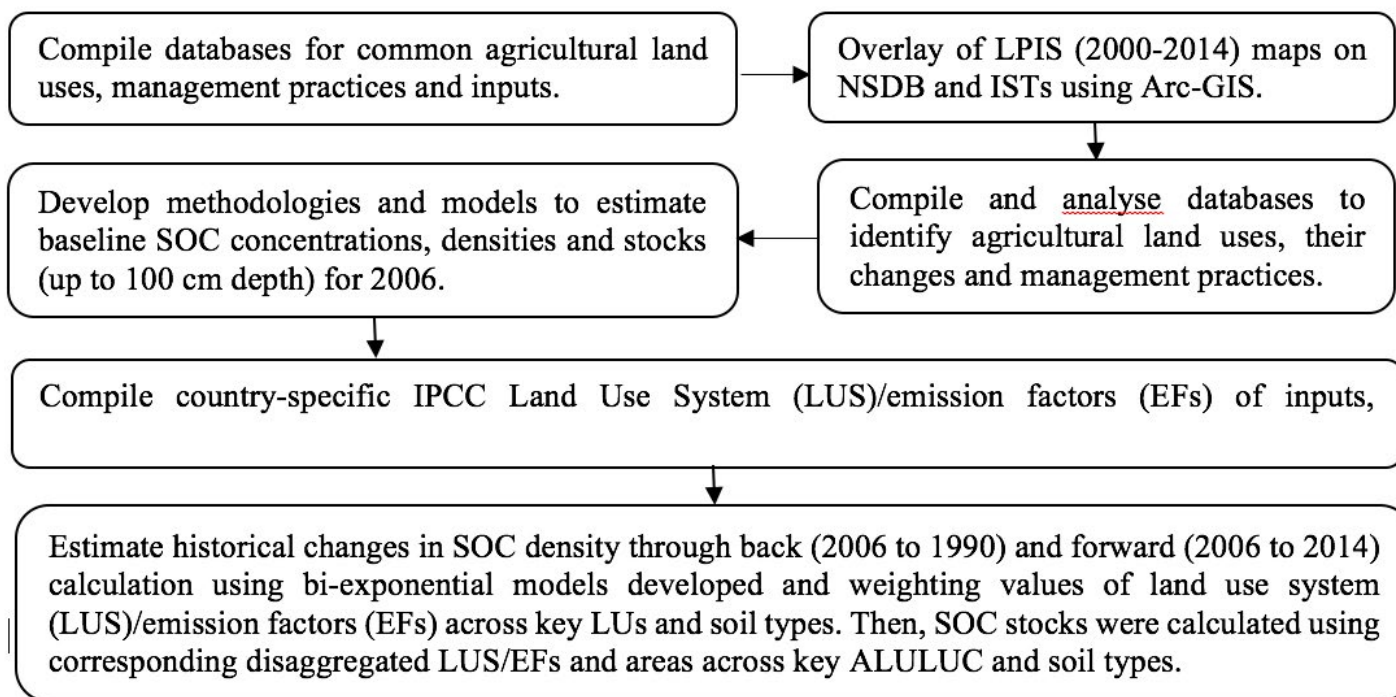 Compile databases for common agricultural land
uses, management practices and inputs.
Overlay of LPIS (2000-2014) maps on
NSDB and ISTs using Arc-GIS.
Compile and analyse databases to
identify agricultural land uses, their
changes and management practices.
Develop methodologies and models to estimate
baseline SOC concentrations, densities and stocks
(up to 100 cm depth) for 2006.
Compile country-specific IPCC Land Use System (LUS)/emission factors (EFs) of inputs,
Estimate historical changes in SOC density through back (2006 to 1990) and forward (2006 to 2014)
calculation using bi-exponential models developed and weighting values of land use system
(LUS)/emission factors (EFs) across key LUs and soil types. Then, SOC stocks were calculated using
corresponding disaggregated LUS/EFs and areas across key ALULUC and soil types.